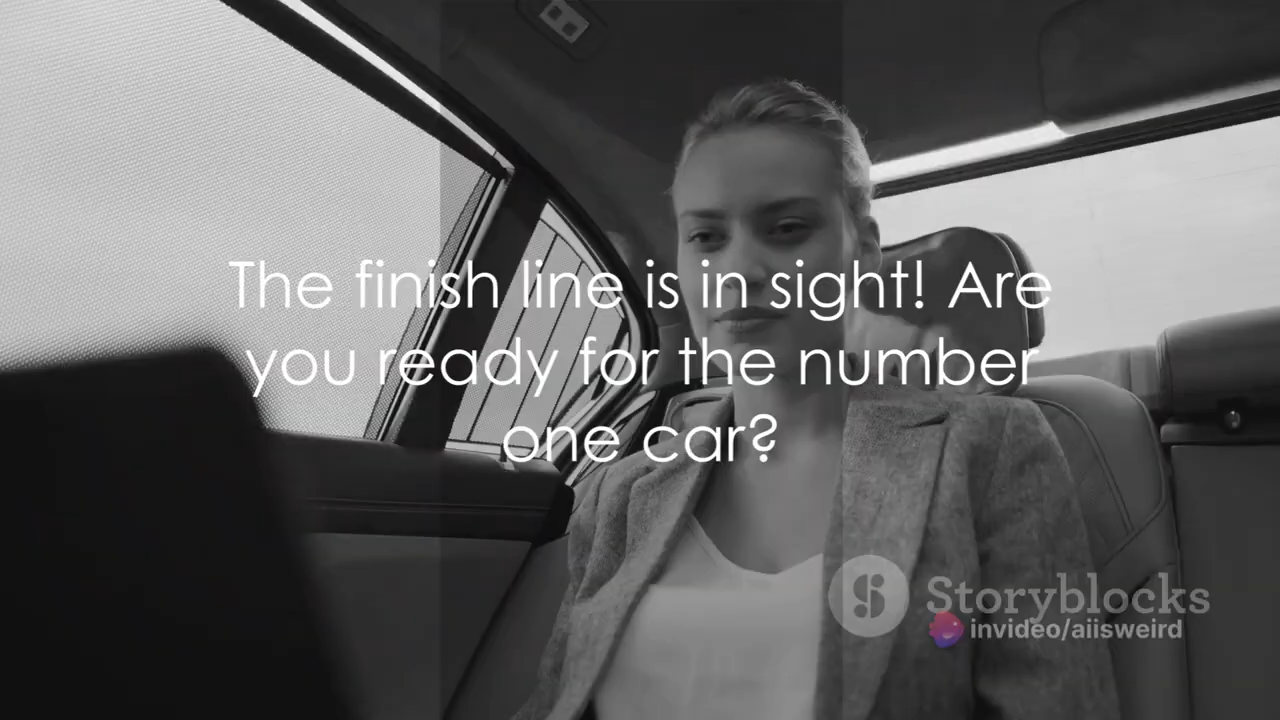 The finish line is in sight! Are
you ready for the number
one car?
Storyblocks
invideo/aiisweird